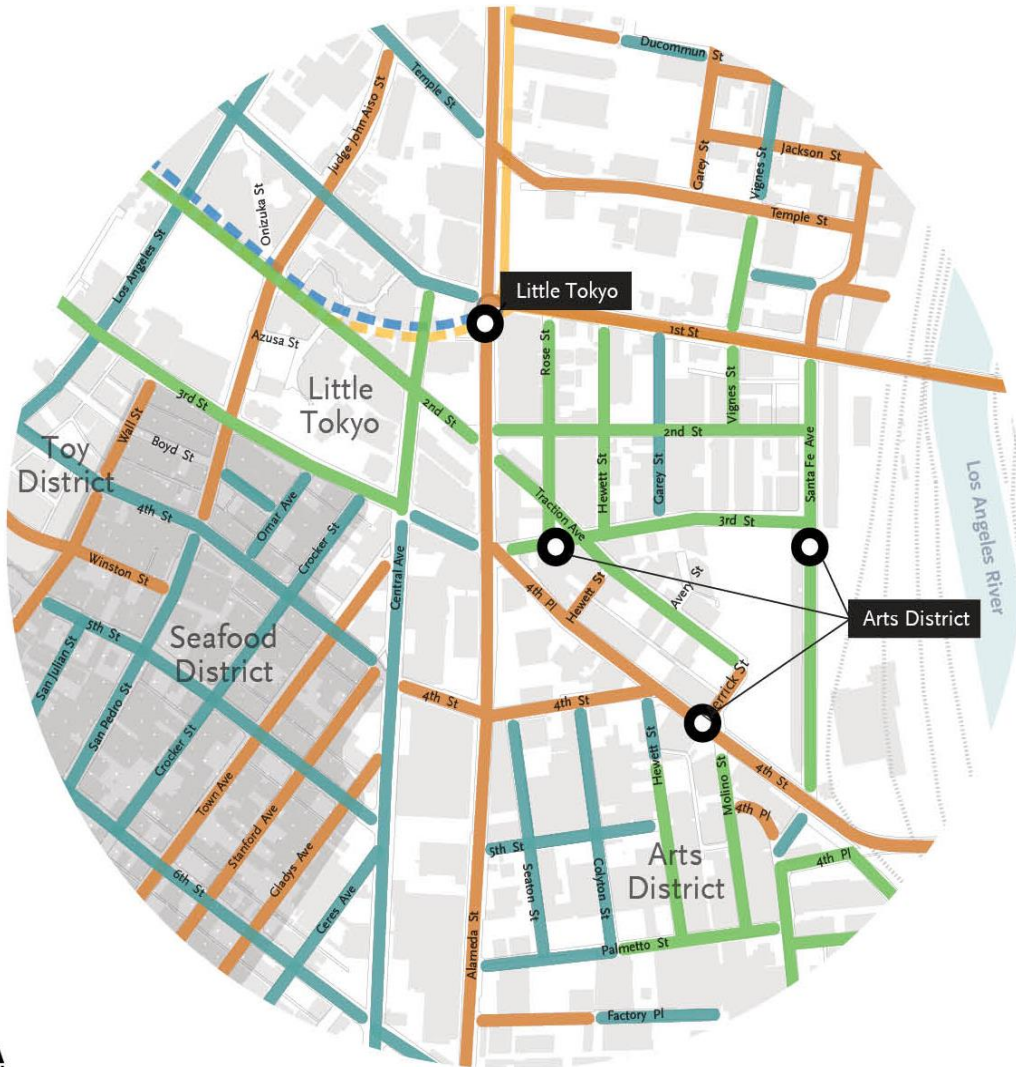 Ducommun St
Temple St
Judge John Aiso St
Garey St
Jackson St
Vignes St
Onizuka St
Temple St
Los Angeles St
Little Tokyo
1st St
Rose St
Azusa St
Little
Tokyo
Vignes St
3rd St
2nd St
2nd St
Wall St
Boyd St
Toy
District
Hewett St
Garey St
Santa Fe Ave
Los Angeles River
Traction Ave
3rd St
4th St
Omar Ave
Crocker St
Winston St
Central Ave
4th Pl
Hewett St
Avery St
Arts District
5th St
Seafood
District
San Julian St
San Pedro St
Crocker St
4th St
4th St
errick St
Hewett St
Molino St
4th St
Town Ave
Stanford Ave
Gladys Ave
4th Pl
5th St
Seaton St
Colyton St
Arts
District
4th Pl
6th St
Ceres Ave
Alameda St
Palmetto St
Factory Pl